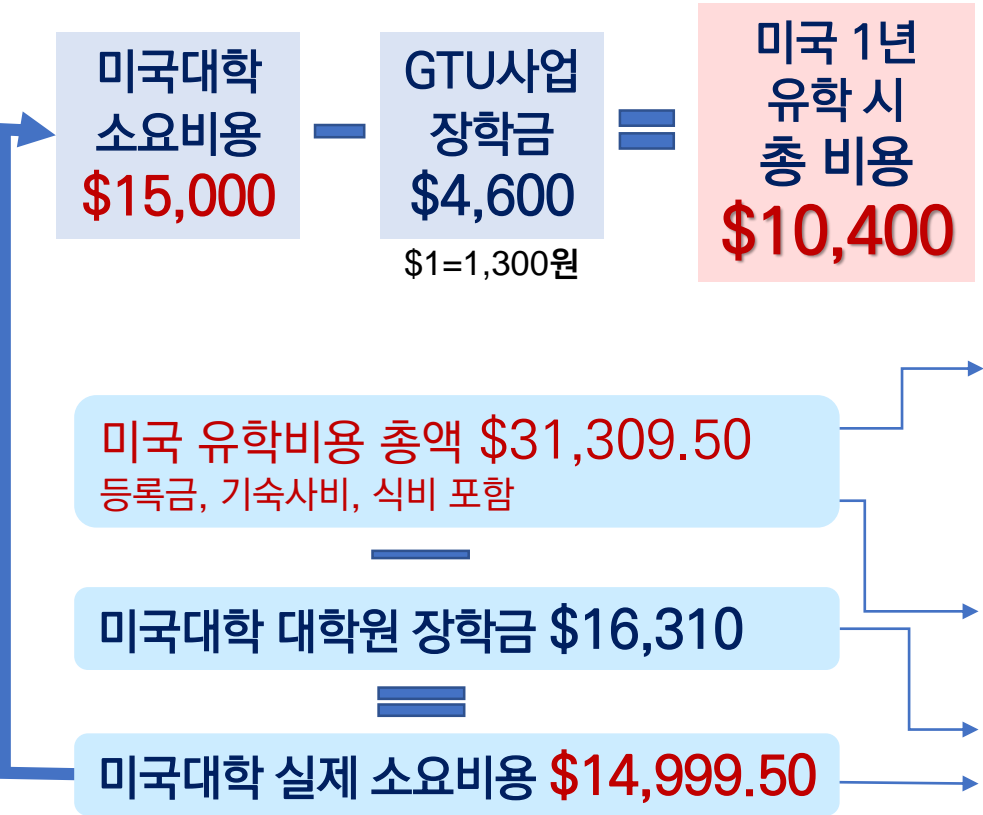 미국대학
소요비용
$15,000
GTU사업
장학금
$4,600
$1=1,300원
미국 1년
유학 시
총 비용
$10,400
미국 유학비용 총액 $31,309.50
등록금, 기숙사비, 식비 포함
미국대학 대학원 장학금 $16,310
미국대학 실제 소요비용 $14,999.50